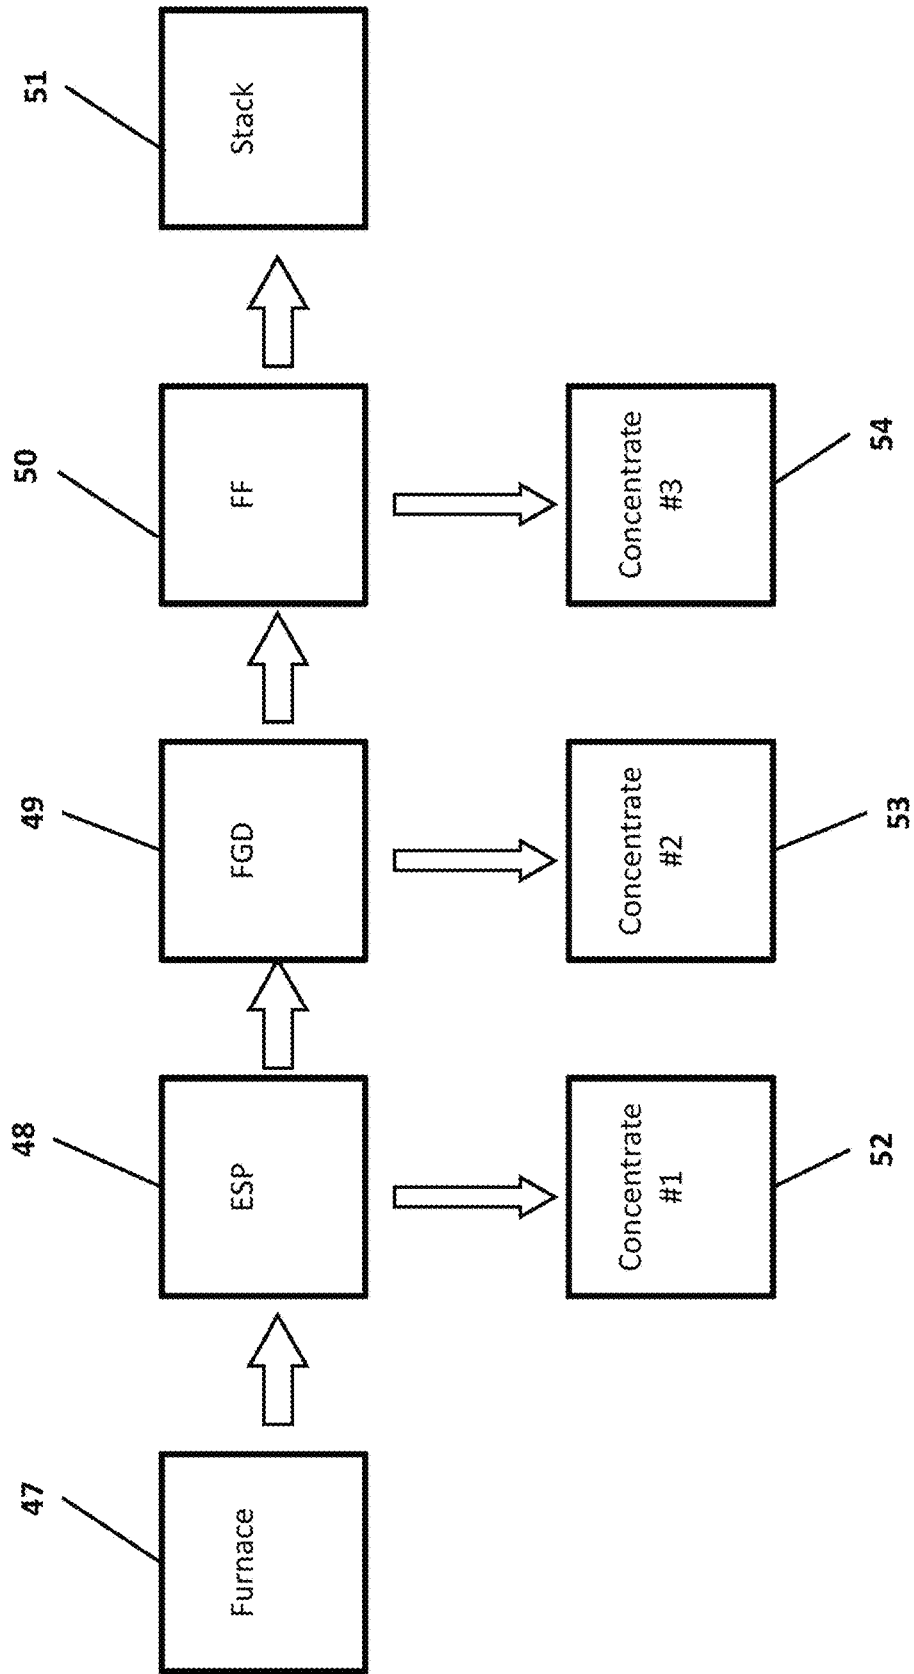 47
48
49
50
51
Furnace
ESP
FGD
FF
Stack
Concentrate
#1
Concentrate
#2
Concentrate
#3
52
53
54